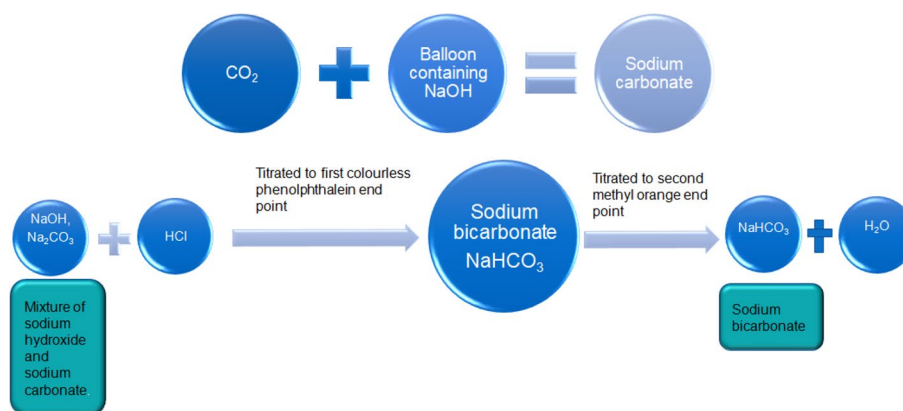 CO₂
Balloon
containing
NaOH
Sodium
carbonate
Titrated to first colourless
phenolphthalein end
point
Titrated to second
methyl orange end
point
NaOH,
Na₂CO₃
HCl
Sodium
bicarbonate
NaHCO₃
NaHCO₃
H₂O
Mixture of
sodium
hydroxide
and
sodium
carbonate.
Sodium
bicarbonate